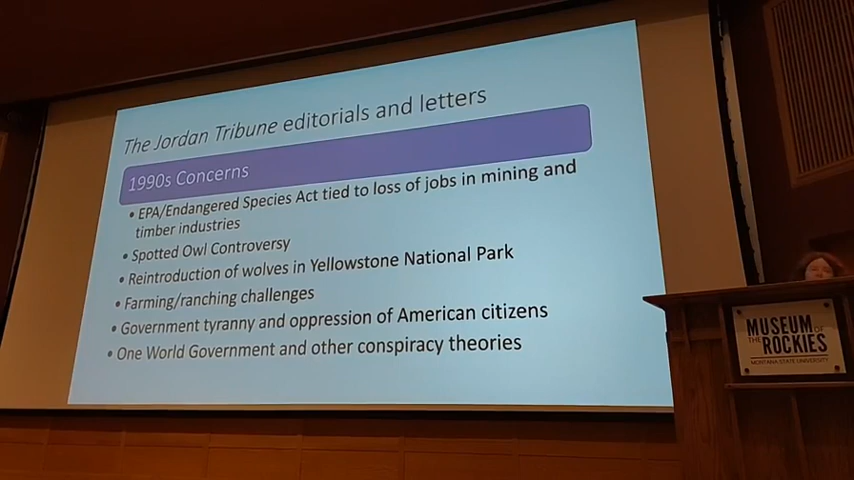 The Jordan Tribune editorials and letters
1990s Concerns
• EPA/Endangered Species Act tied to loss of jobs in mining and
timber industries
• Spotted Owl Controversy
• Reintroduction of wolves in Yellowstone National Park
• Farming/ranching challenges
• Government tyranny and oppression of American citizens
• One World Government and other conspiracy theories
MUSEUM OF
THE ROCKIES
MONTANA STATE UNIVERSITY